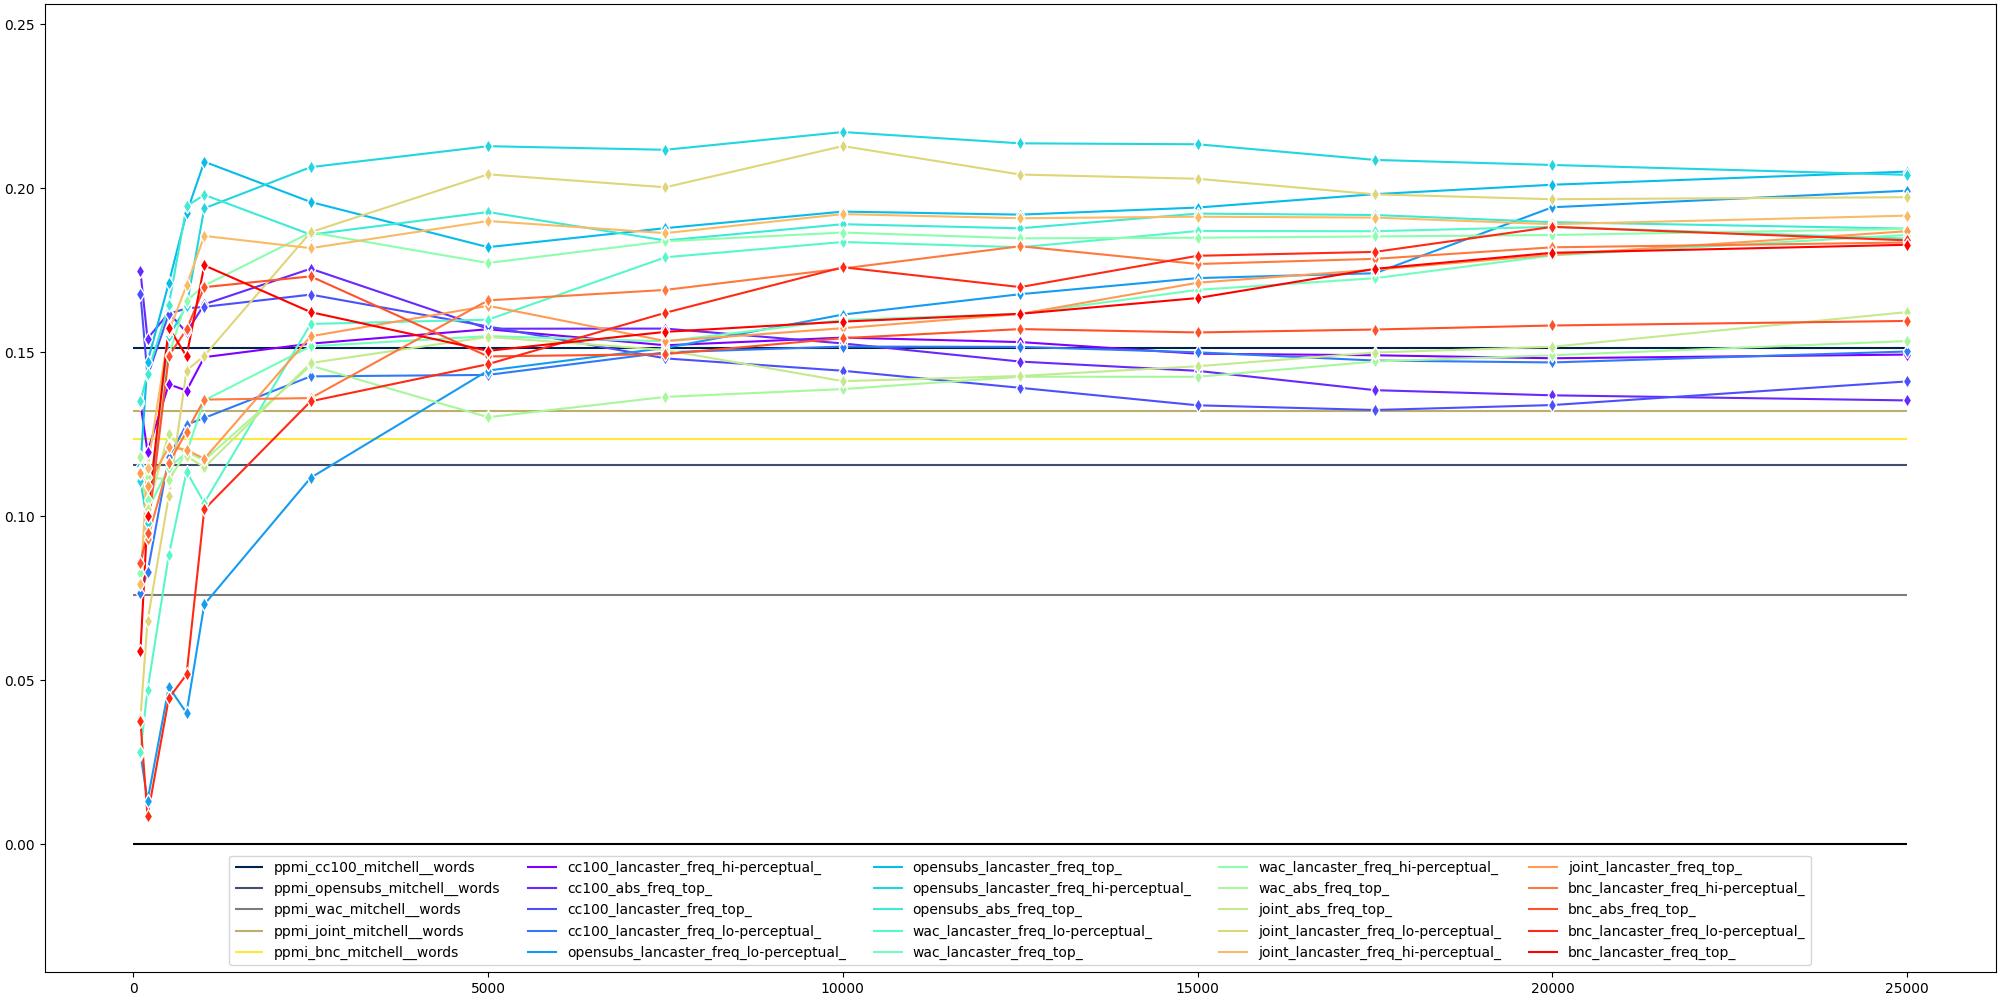 0.25
0.20
0.15
0.10
0.05
0.00
ppmi_cc100_mitchell__words
ppmi_opensubs_mitchell__words
ppmi_wac_mitchell__words
ppmi_joint_mitchell__words
ppmi_bnc_mitchell__words
cc100_lancaster_freq_hi-perceptual_
cc100_abs_freq_top_
cc100_lancaster_freq_top_
cc100_lancaster_freq_lo-perceptual_
opensubs_lancaster_freq_lo-perceptual_
opensubs_lancaster_freq_top_
opensubs_lancaster_freq_hi-perceptual_
opensubs_abs_freq_top_
wac_lancaster_freq_lo-perceptual_
wac_lancaster_freq_top_
wac_lancaster_freq_hi-perceptual_
wac_abs_freq_top_
joint_abs_freq_top_
joint_lancaster_freq_lo-perceptual_
joint_lancaster_freq_hi-perceptual_
joint_lancaster_freq_top_
bnc_lancaster_freq_hi-perceptual_
bnc_abs_freq_top_
bnc_lancaster_freq_lo-perceptual_
bnc_lancaster_freq_top_
0 5000 10000 15000 20000 25000